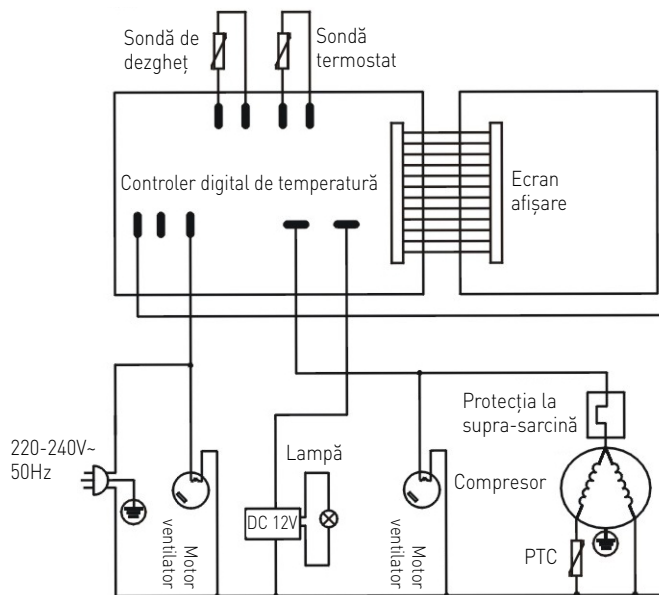 Sondă de
dezgheț
Sondă
termostat
Controler digital de temperatură
Ecran
afișare
220-240V~
50Hz
Motor
ventilator
Lampă
DC 12V
Motor
ventilator
Protecția la
supra-sarcină
Compresor
PTC